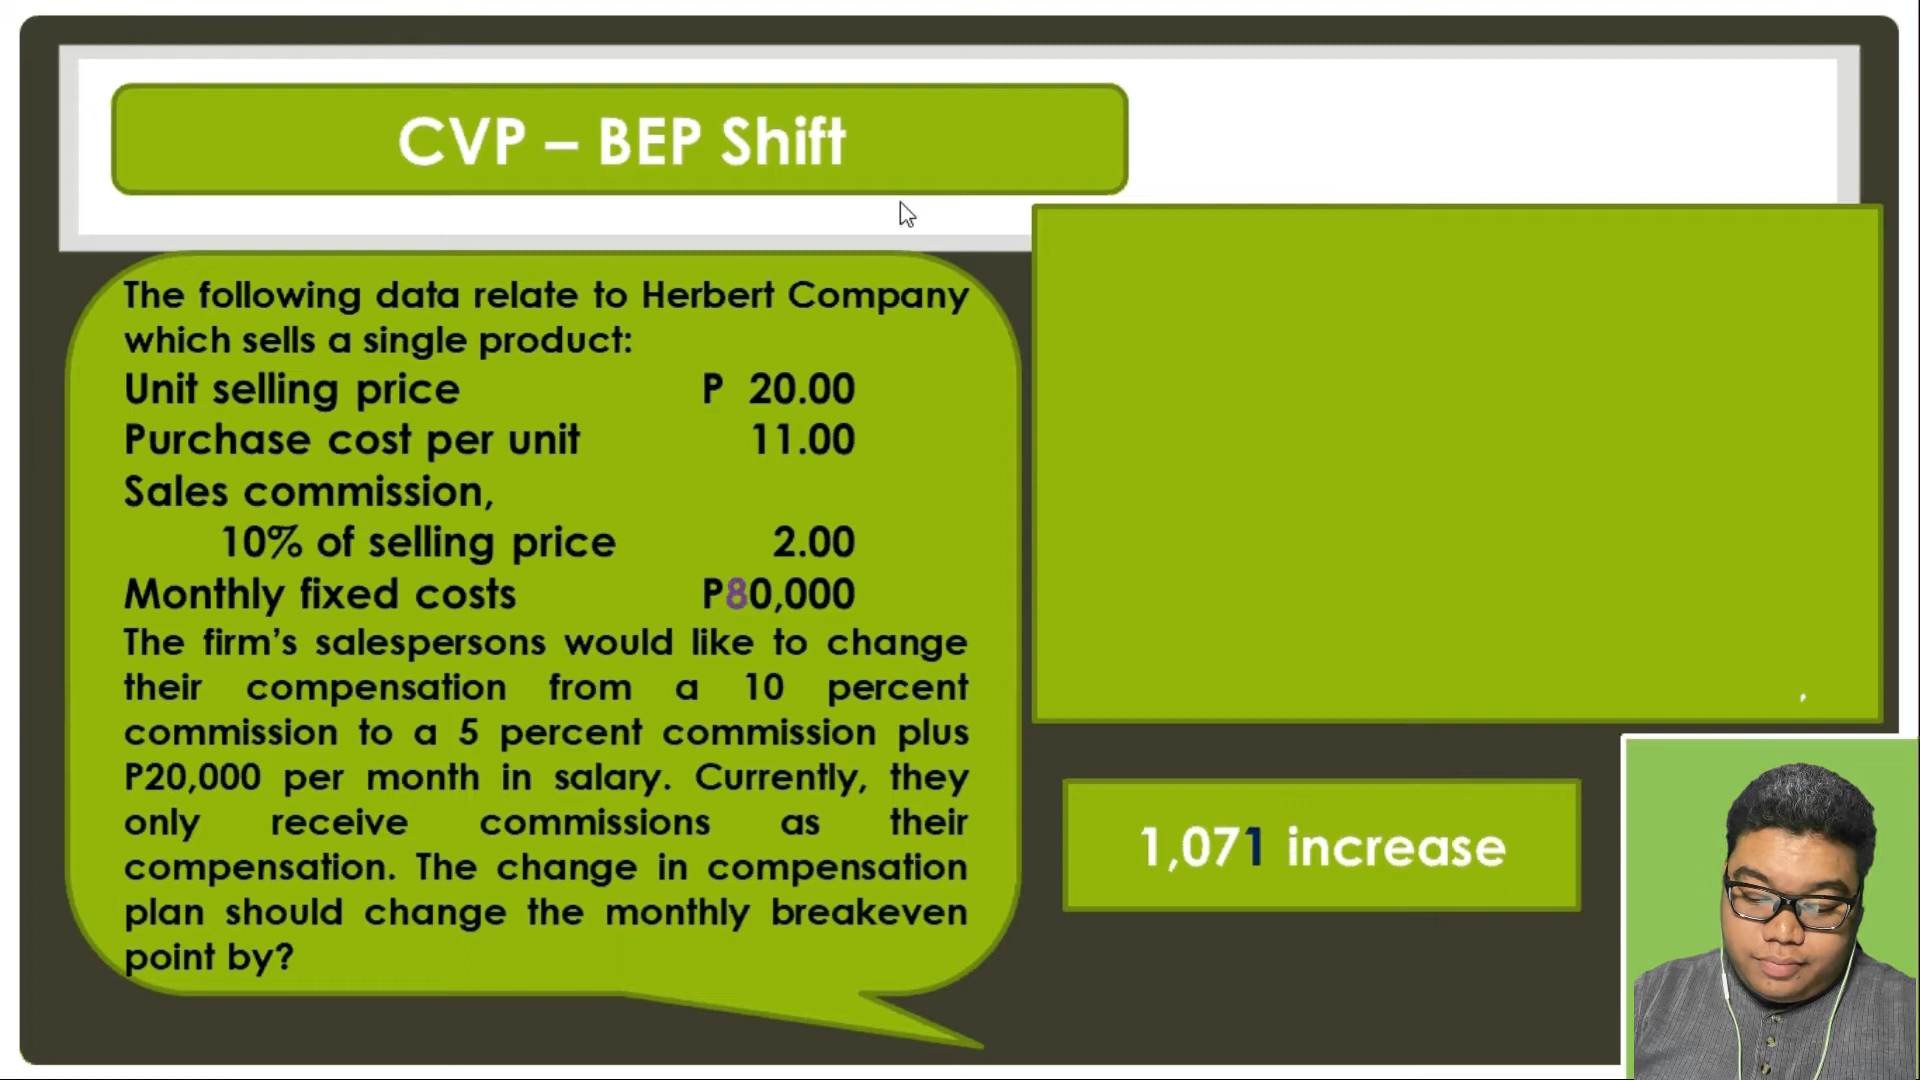 CVP – BEP Shift
The following data relate to Herbert Company
which sells a single product:
Unit selling price P 20.00
Purchase cost per unit 11.00
Sales commission,
10% of selling price 2.00
Monthly fixed costs P80,000
The firm's salespersons would like to change
their compensation from a 10 percent
commission to a 5 percent commission plus
P20,000 per month in salary. Currently, they
only receive commissions as their
compensation. The change in compensation
plan should change the monthly breakeven
point by?
1,071 increase